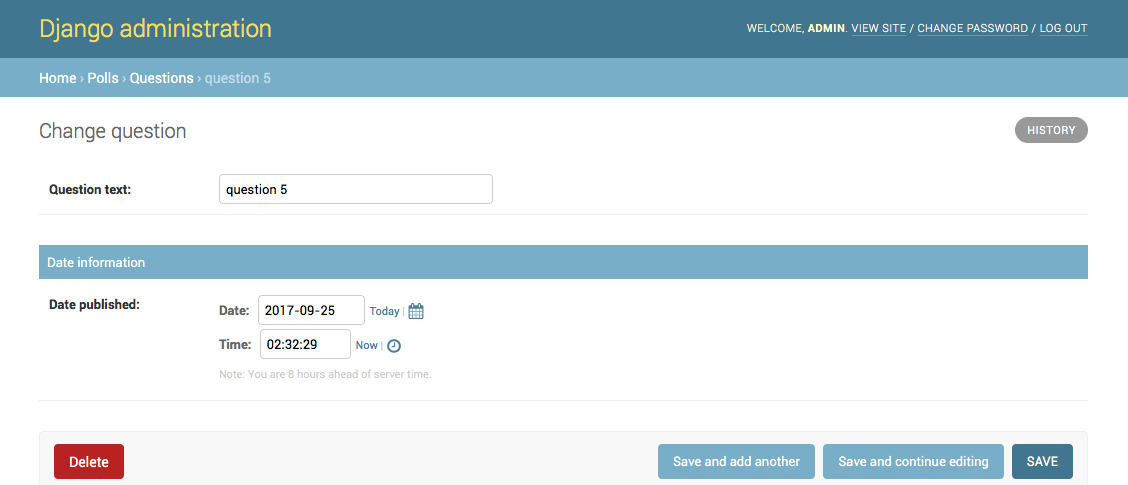 Django administration
WELCOME, ADMIN. VIEW SITE / CHANGE PASSWORD / LOG OUT
Home › Polls › Questions › question 5
Change question
HISTORY
Question text:
question 5
Date information
Date published:
Date: 2017-09-25 Today |
Time: 02:32:29 Now |
Note: You are 8 hours ahead of server time.
Delete
Save and add another
Save and continue editing
SAVE